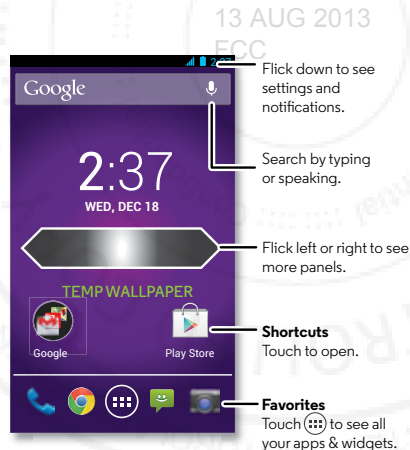 13 AUG 2013
FCC
2:37
Flick down to see
settings and
notifications.
Google
Search by typing
or speaking.
2:37
WED, DEC 18
Flick left or right to see
more panels.
TEMP WALLPAPER
Google
Play Store
Shortcuts
Touch to open.
Favorites
Touch to see all
your apps & widgets.